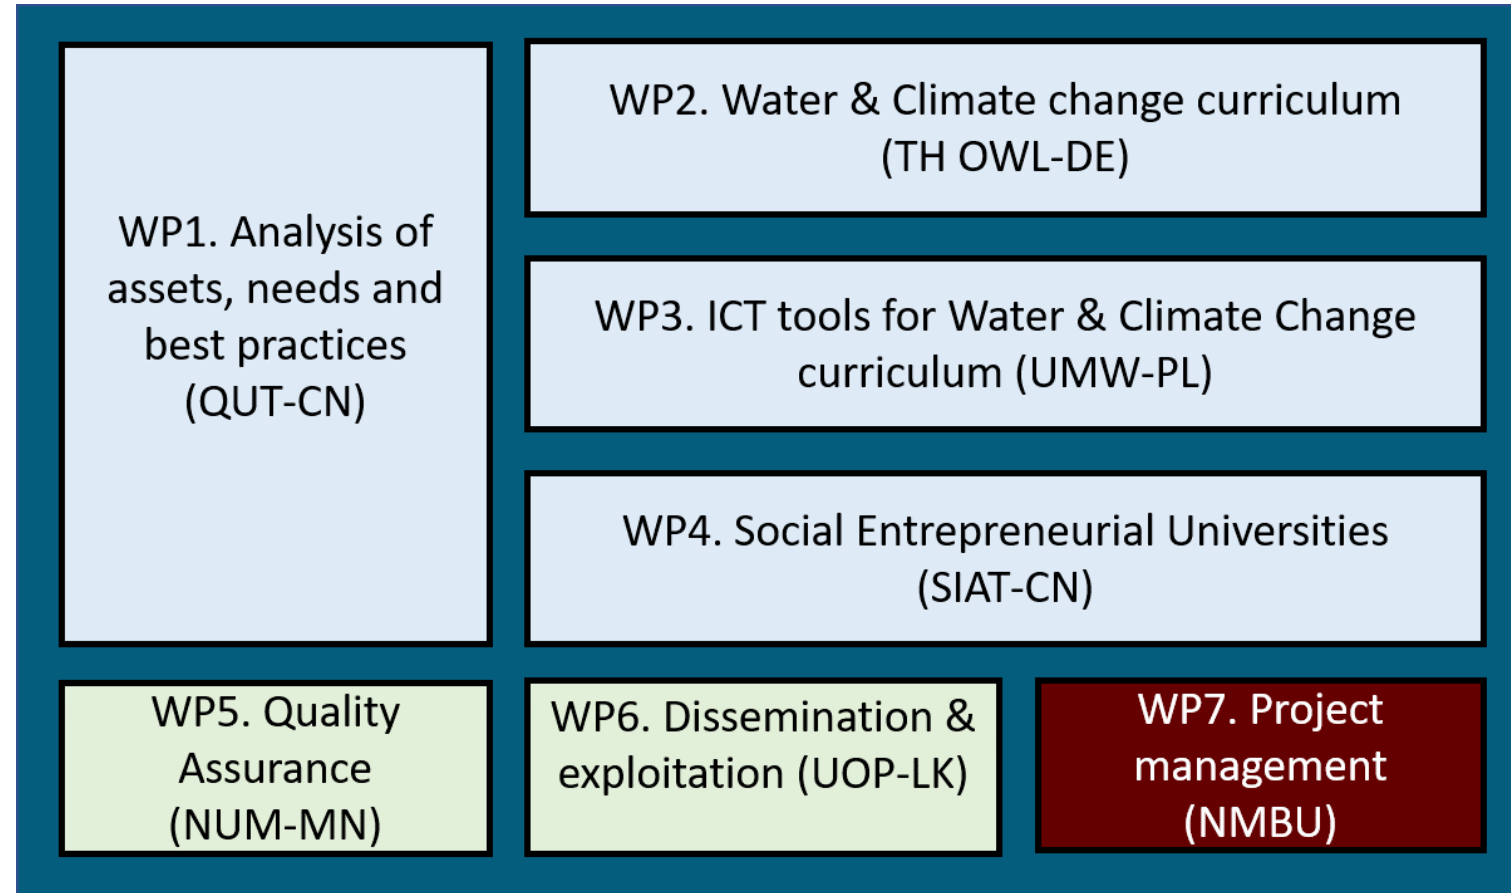 WP1. Analysis of
assets, needs and
best practices
(QUT-CN)
WP2. Water & Climate change curriculum
(TH OWL-DE)
WP3. ICT tools for Water & Climate Change
curriculum (UMW-PL)
WP4. Social Entrepreneurial Universities
(SIAT-CN)
WP5. Quality
Assurance
(NUM-MN)
WP6. Dissemination &
exploitation (UOP-LK)
WP7. Project
management
(NMBU)